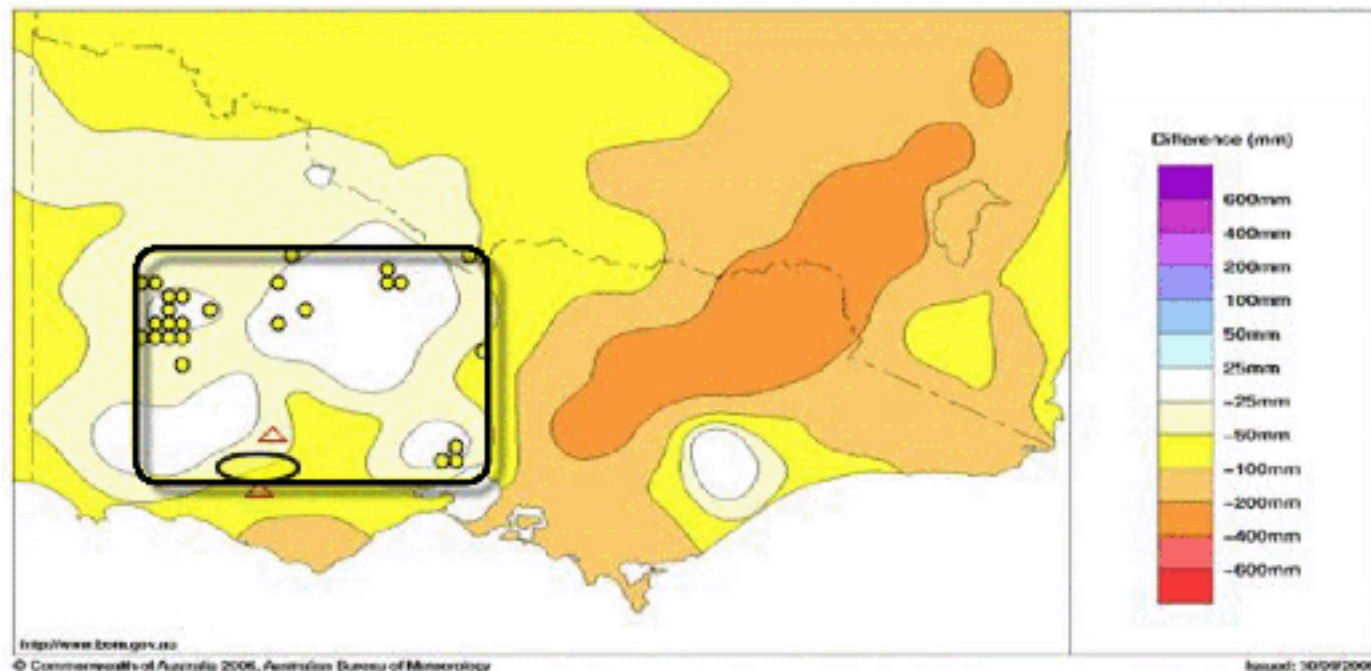 Difference (mm)
600mm
400mm
200mm
100mm
50mm
25mm
-25mm
-50mm
-100mm
-200mm
-400mm
-600mm
http://www.bom.gov.au
© Commonwealth of Australia 2006, Australian Bureau of Meteorology
Issued: